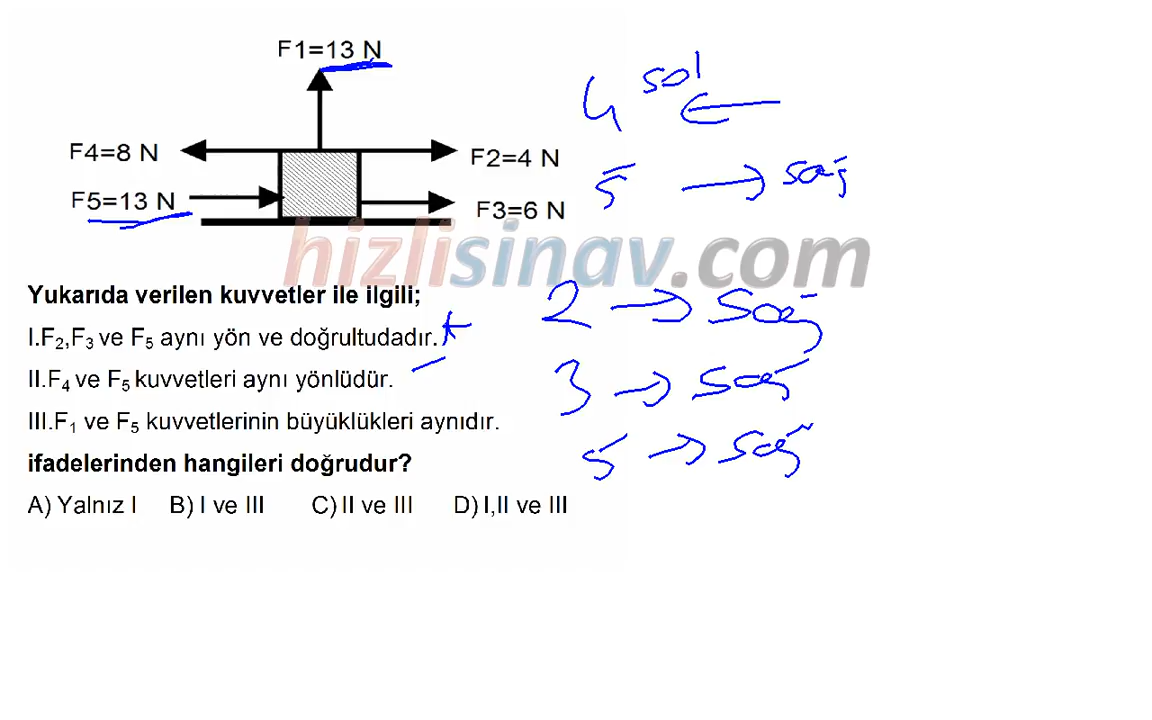 F1=13 N
4 sol
F4=8 N
F2=4 N
5 → sağ
F5=13 N
F3=6 N
hizlisinav.com
Yukarıda verilen kuvvetler ile ilgili;
2 → sağ
I.F₂,F₃ ve F₅ aynı yön ve doğrultudadır.
II.F₄ ve F₅ kuvvetleri aynı yönlüdür.
3 → sağ
III.F₁ ve F₅ kuvvetlerinin büyüklükleri aynıdır.
5 → sağ
ifadelerinden hangileri doğrudur?
A) Yalnız I B) I ve III C) II ve III D) I,II ve III